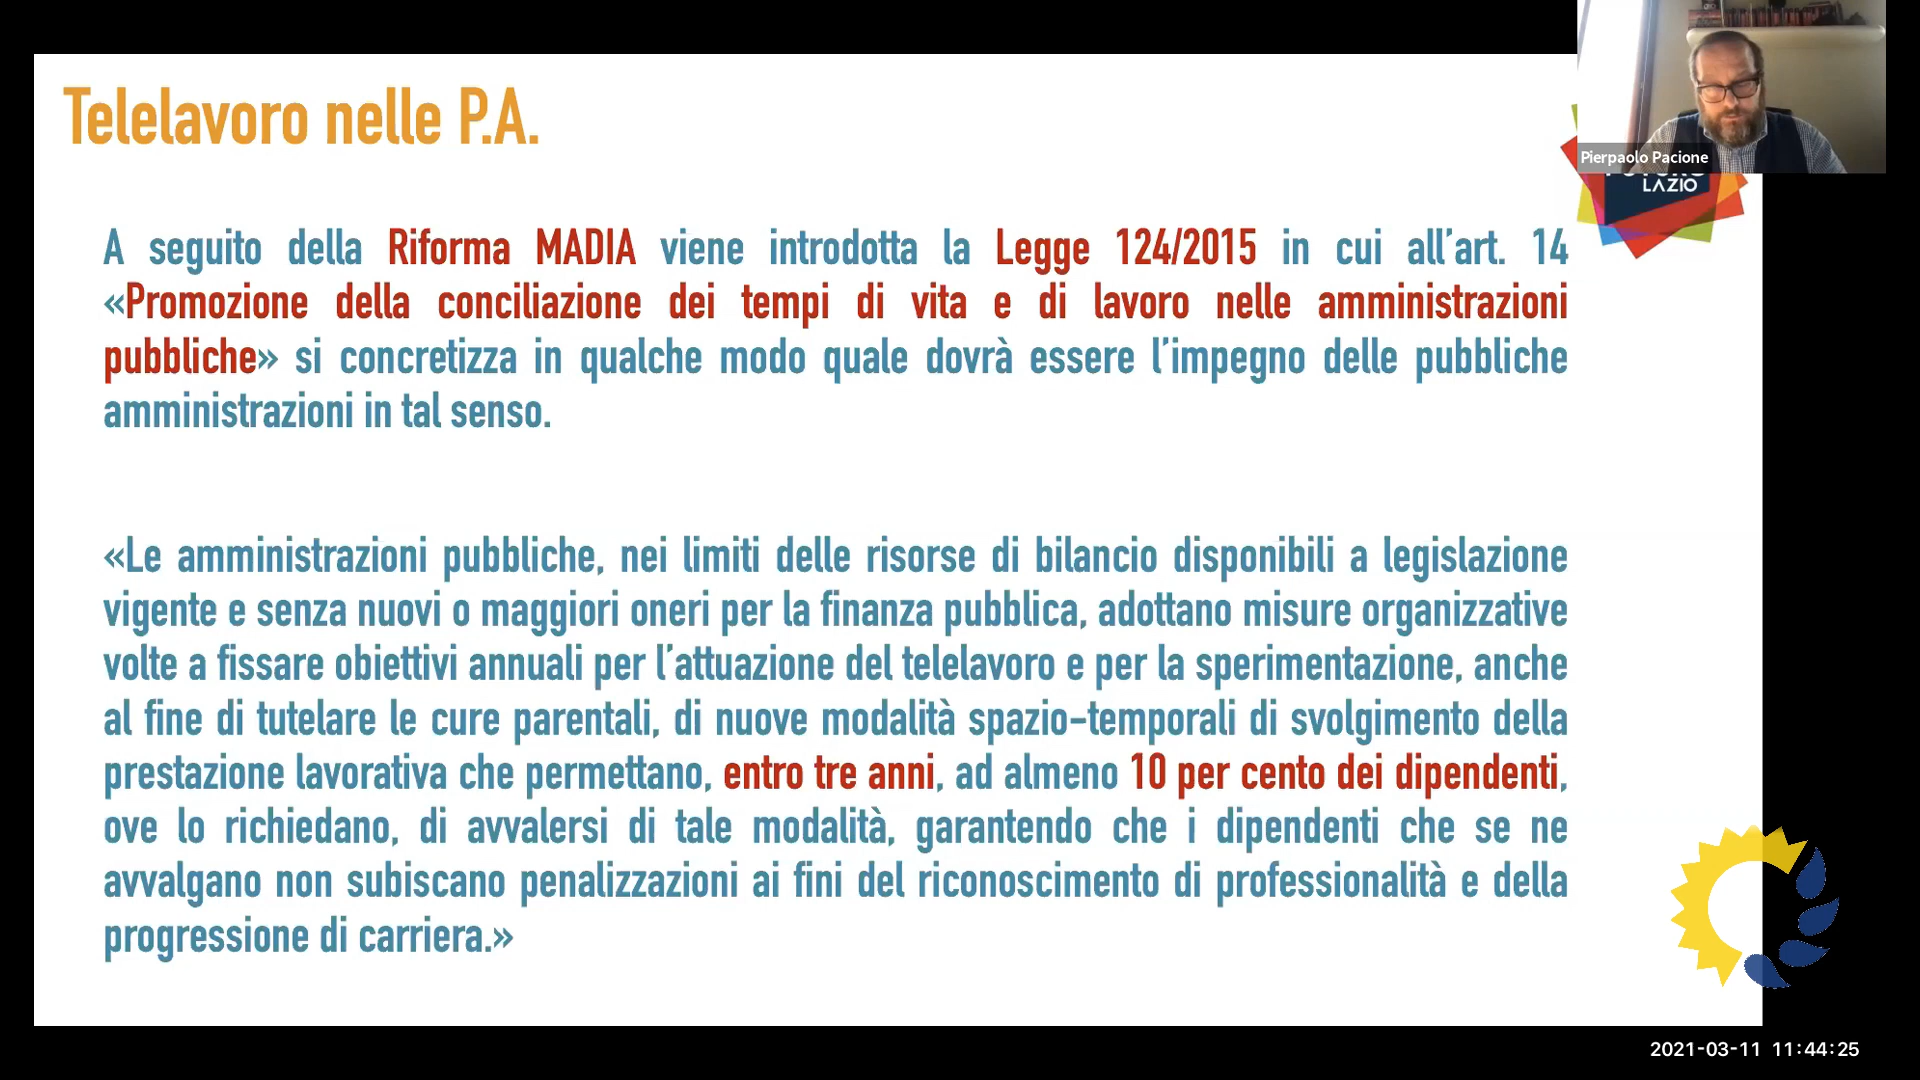 Telelavoro nelle P.A.
Pierpaolo Pacione
LAZIO
A seguito della Riforma MADIA viene introdotta la Legge 124/2015 in cui all’art. 14
«Promozione della conciliazione dei tempi di vita e di lavoro nelle amministrazioni
pubbliche» si concretizza in qualche modo quale dovrà essere l’impegno delle pubbliche
amministrazioni in tal senso.
«Le amministrazioni pubbliche, nei limiti delle risorse di bilancio disponibili a legislazione
vigente e senza nuovi o maggiori oneri per la finanza pubblica, adottano misure organizzative
volte a fissare obiettivi annuali per l’attuazione del telelavoro e per la sperimentazione, anche
al fine di tutelare le cure parentali, di nuove modalità spazio-temporali di svolgimento della
prestazione lavorativa che permettano, entro tre anni, ad almeno 10 per cento dei dipendenti,
ove lo richiedano, di avvalersi di tale modalità, garantendo che i dipendenti che se ne
avvalgano non subiscano penalizzazioni ai fini del riconoscimento di professionalità e della
progressione di carriera.»
2021-03-11 11:44:25